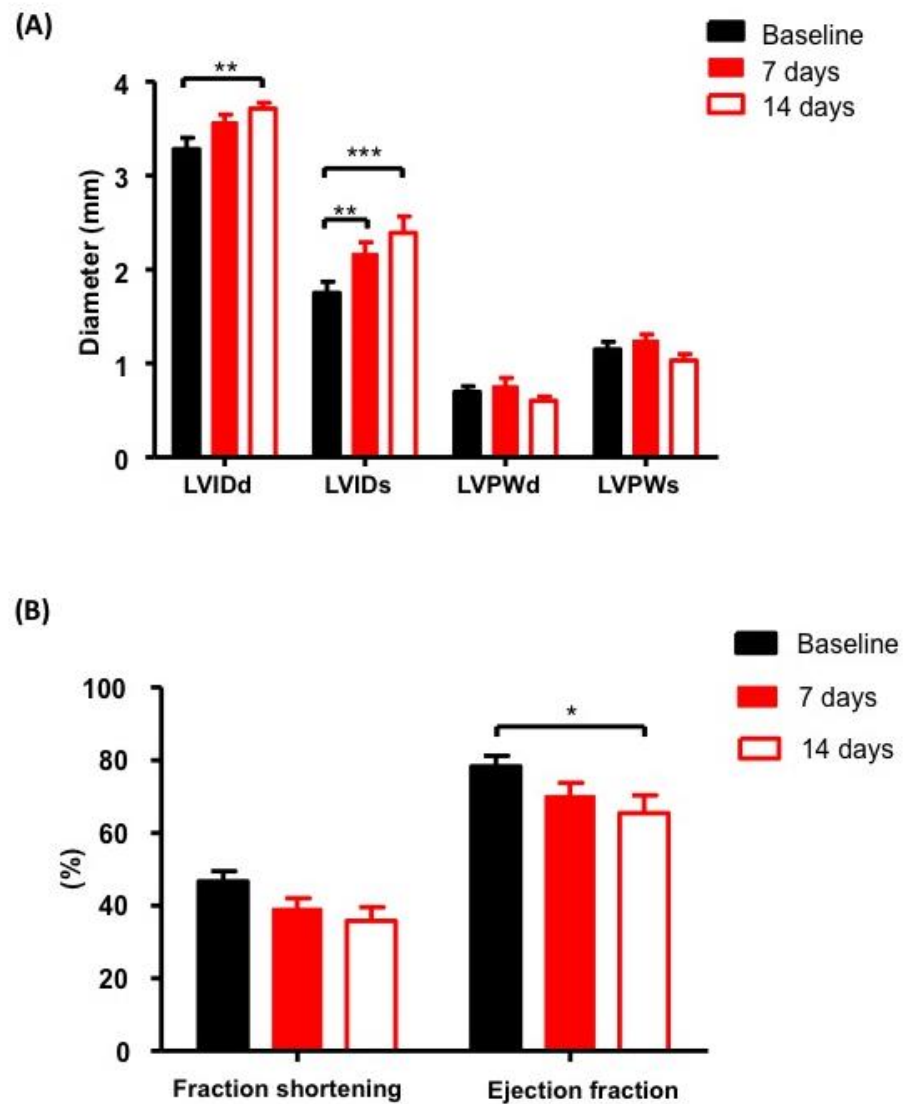 (A)
Baseline
7 days
14 days
Diameter (mm)
4
3
2
1
0
**
***
**
LVIDd LVIDs LVPWd LVPWs
(B)
Baseline
7 days
14 days
(%)
100
80
60
40
20
0
*
Fraction shortening Ejection fraction